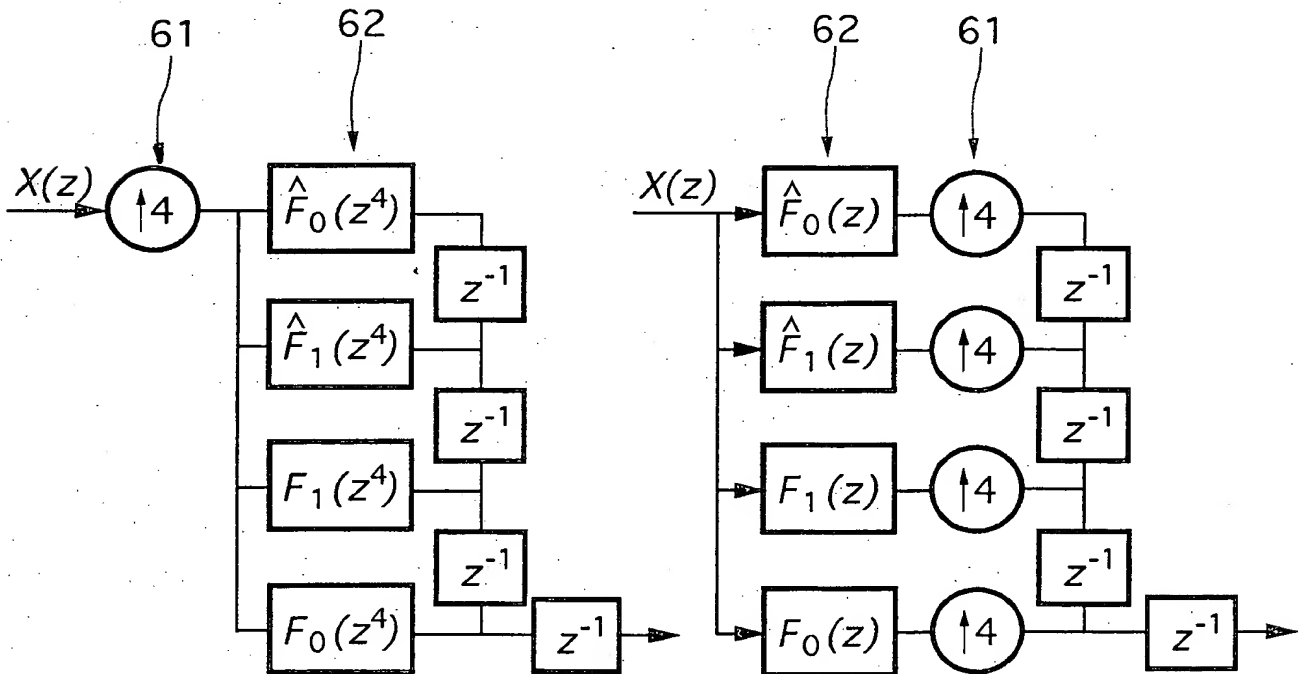 61 62 62 61
X(z) ↑4 F̂₀(z⁴) X(z) F̂₀(z) ↑4
z⁻¹ z⁻¹
F̂₁(z⁴) F̂₁(z) ↑4
z⁻¹ z⁻¹
F₁(z⁴) F₁(z) ↑4
z⁻¹ z⁻¹
F₀(z⁴) z⁻¹ F₀(z) ↑4 z⁻¹